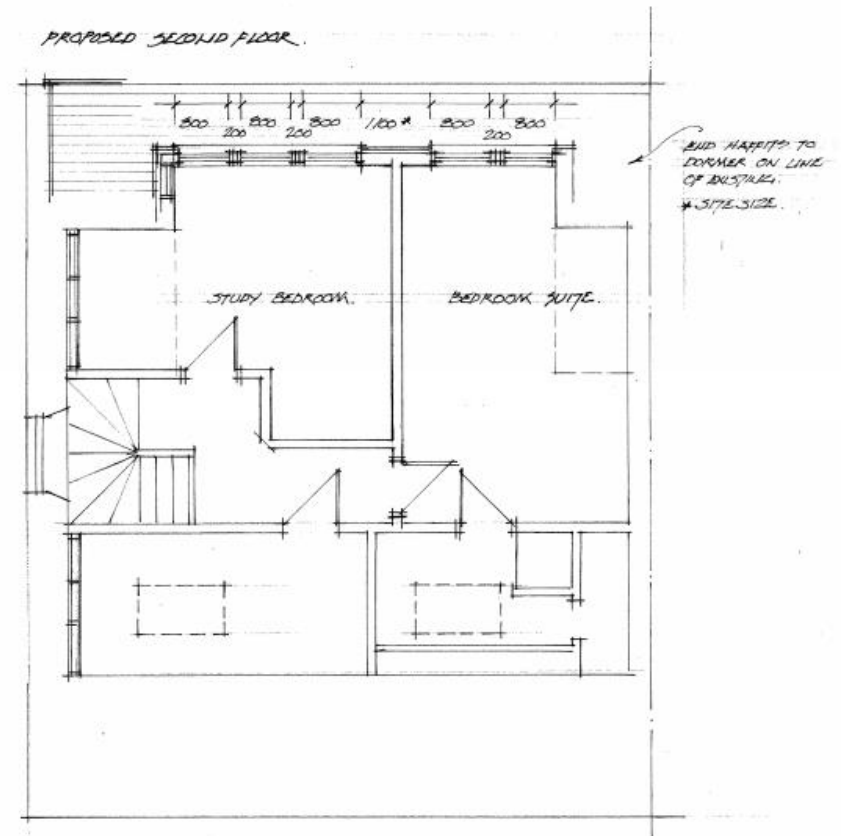 PROPOSED SECOND FLOOR.
800 200 800 200 800 1100* 800 200 800
END HAFFITS TO
DORMER ON LINE
OF EXISTING.
* SITE SIZE.
STUDY BEDROOM.
BEDROOM SUITE.